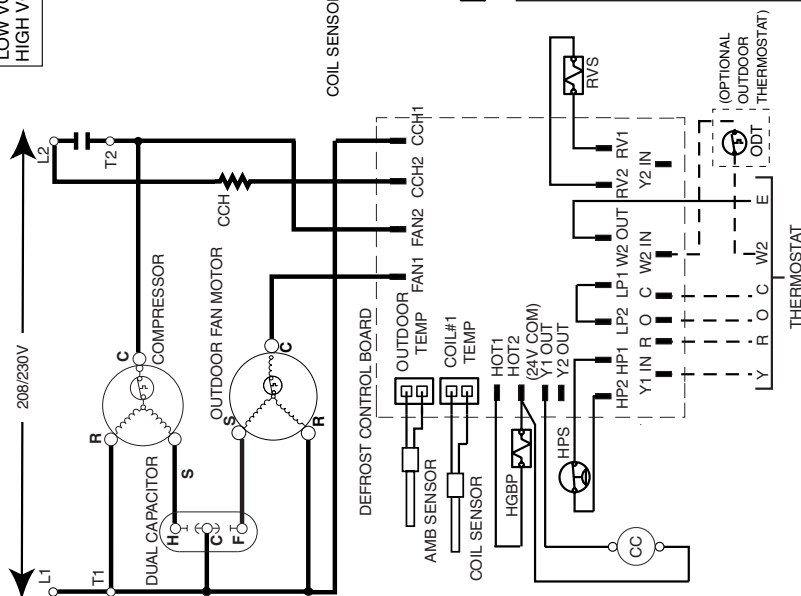 LOW VO
HIGH V
COIL SENSOR
208/230V
L1
L2
T1
T2
CCH
COMPRESSOR
R
C
S
DUAL CAPACITOR
H
C
F
OUTDOOR FAN MOTOR
S
C
R
DEFROST CONTROL BOARD
FAN1
FAN2
CCH2
CCH1
OUTDOOR
TEMP
COIL#1
TEMP
AMB SENSOR
COIL SENSOR
HOT1
HOT2
(24V COM)
Y1 OUT
Y2 OUT
HGBP
HPS
CC
HP2
HP1
LP2
LP1
W2 OUT
RV2
RV1
Y1 IN
R
O
C
W2 IN
Y2 IN
RVS
(OPTIONAL
OUTDOOR
THERMOSTAT)
ODT
Y
R
O
C
W2
E
THERMOSTAT